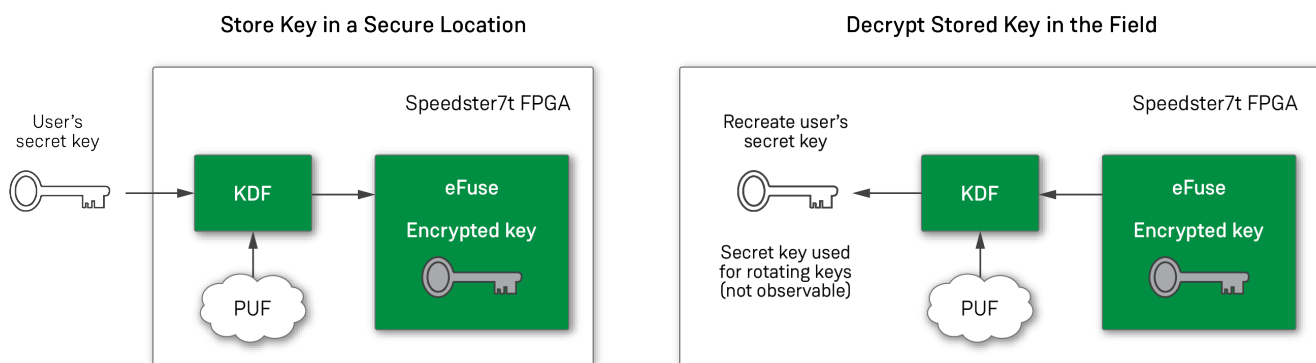 Store Key in a Secure Location
Speedster7t FPGA
User's
secret key
KDF
eFuse
Encrypted key
PUF
Decrypt Stored Key in the Field
Speedster7t FPGA
Recreate user's
secret key
KDF
eFuse
Encrypted key
Secret key used
for rotating keys
(not observable)
PUF